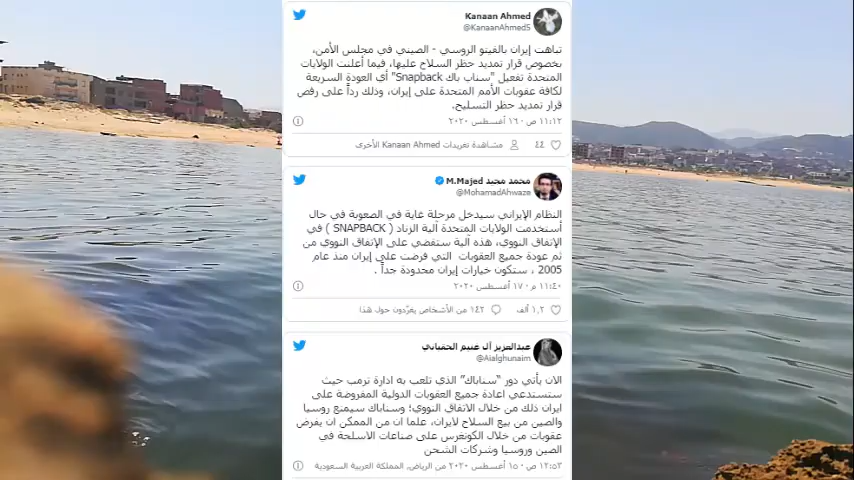 Kanaan Ahmed
@KanaanAhmed5
تباهت إيران بالفيتو الروسي - الصيني في مجلس الأمن،
بخصوص قرار تمديد حظر السلاح عليها، فيما أعلنت الولايات
المتحدة تفعيل "سناب باك Snapback" أي العودة السريعة
لكافة عقوبات الأمم المتحدة على إيران، وذلك رداً على رفض
قرار تمديد حظر التسليح.
١١:١٢ ص · ١٦ أغسطس ٢٠٢٠
٤٤ مشاهدة تغريدات Kanaan Ahmed الأخرى
محمد مجيد M.Majed
@MohamadAhwaze
النظام الإيراني سيدخل مرحلة غاية في الصعوبة في حال
أستخدمت الولايات المتحدة آلية الزناد ( SNAPBACK ) في
الإتفاق النووي، هذه آلية ستقضي على الإتفاق النووي من
ثم عودة جميع العقوبات التي فرضت على إيران منذ عام
2005 ، ستكون خيارات إيران محدودة جداً .
١١:٤٠ م · ١٧ أغسطس ٢٠٢٠
١٫٢ ألف ١٤٢ من الأشخاص يغرّدون حول هذا
عبدالعزيز آل غنيم الحقباني
@Aialghunaim
الان يأتي دور “سناباك” الذي تلعب به ادارة ترمب حيث
ستستدعي اعادة جميع العقوبات الدولية المفروضة على
ايران ذلك من خلال الاتفاق النووي؛ وسناباك سيمنع روسيا
والصين من بيع السلاح لايران، علما ان من الممكن ان يفرض
عقوبات من خلال الكونغرس على صناعات الاسلحة في
الصين وروسيا وشركات الشحن
١٢:٥٣ ص · ١٥ أغسطس ٢٠٢٠ من الرياض, المملكة العربية السعودية